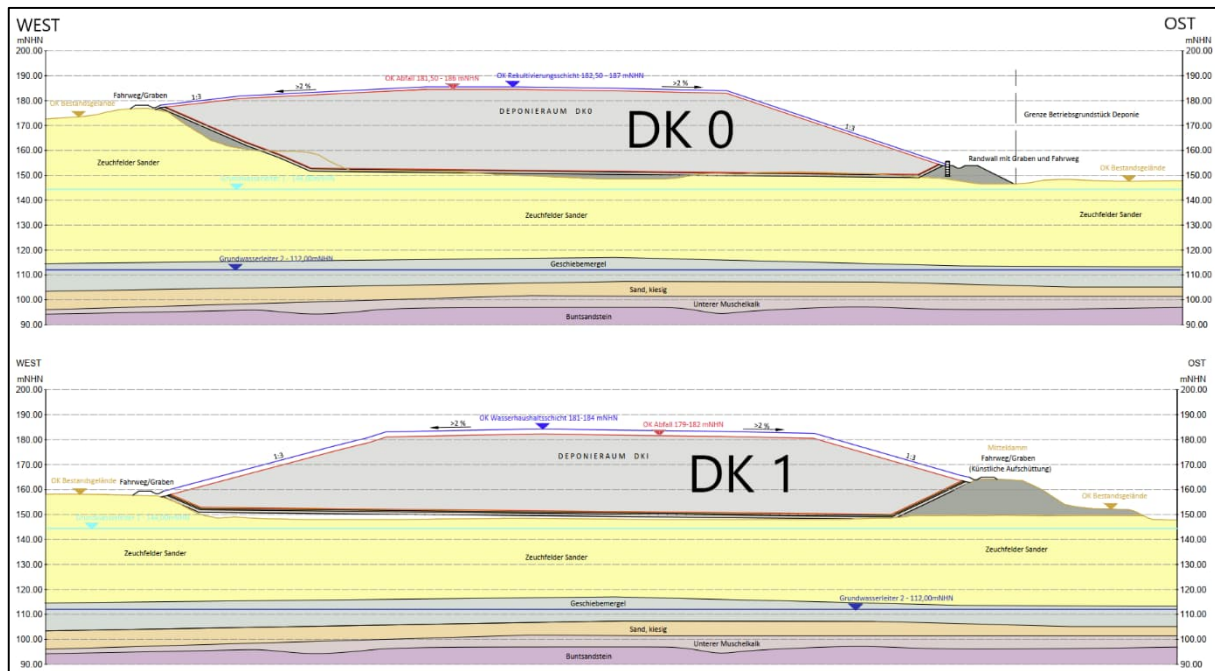 WEST
OST
mNHN
mNHN
200.00
200.00
190.00
190.00
180.00
180.00
170.00
170.00
160.00
160.00
150.00
150.00
140.00
140.00
130.00
130.00
120.00
120.00
110.00
110.00
100.00
100.00
90.00
90.00
OK Abfall 181,50 - 186 mNHN
OK Rekultivierungsschicht 182,50 - 187 mNHN
Fahrweg/Graben
1:3
>2 %
>2 %
OK Bestandsgelände
DEPONIERAUM DK0
DK 0
Grenze Betriebsgrundstück Deponie
1:3
Randwall mit Graben und Fahrweg
Zeuchfelder Sander
OK Bestandsgelände
Zeuchfelder Sander
Zeuchfelder Sander
Grundwasserleiter 2 - 112,00mNHN
Geschiebemergel
Sand, kiesig
Unterer Muschelkalk
Buntsandstein
WEST
OST
mNHN
mNHN
200.00
200.00
190.00
190.00
180.00
180.00
170.00
170.00
160.00
160.00
150.00
150.00
140.00
140.00
130.00
130.00
120.00
120.00
110.00
110.00
100.00
100.00
90.00
90.00
OK Wasserhaushaltsschicht 181-184 mNHN
>2 %
OK Abfall 179-182 mNHN
>2 %
1:3
DEPONIERAUM DKI
DK 1
1:3
Mitteldamm
Fahrweg/Graben
(Künstliche Aufschüttung)
OK Bestandsgelände
Fahrweg/Graben
OK Bestandsgelände
Zeuchfelder Sander
Zeuchfelder Sander
Zeuchfelder Sander
Geschiebemergel
Grundwasserleiter 2 - 112,00mNHN
Sand, kiesig
Unterer Muschelkalk
Buntsandstein